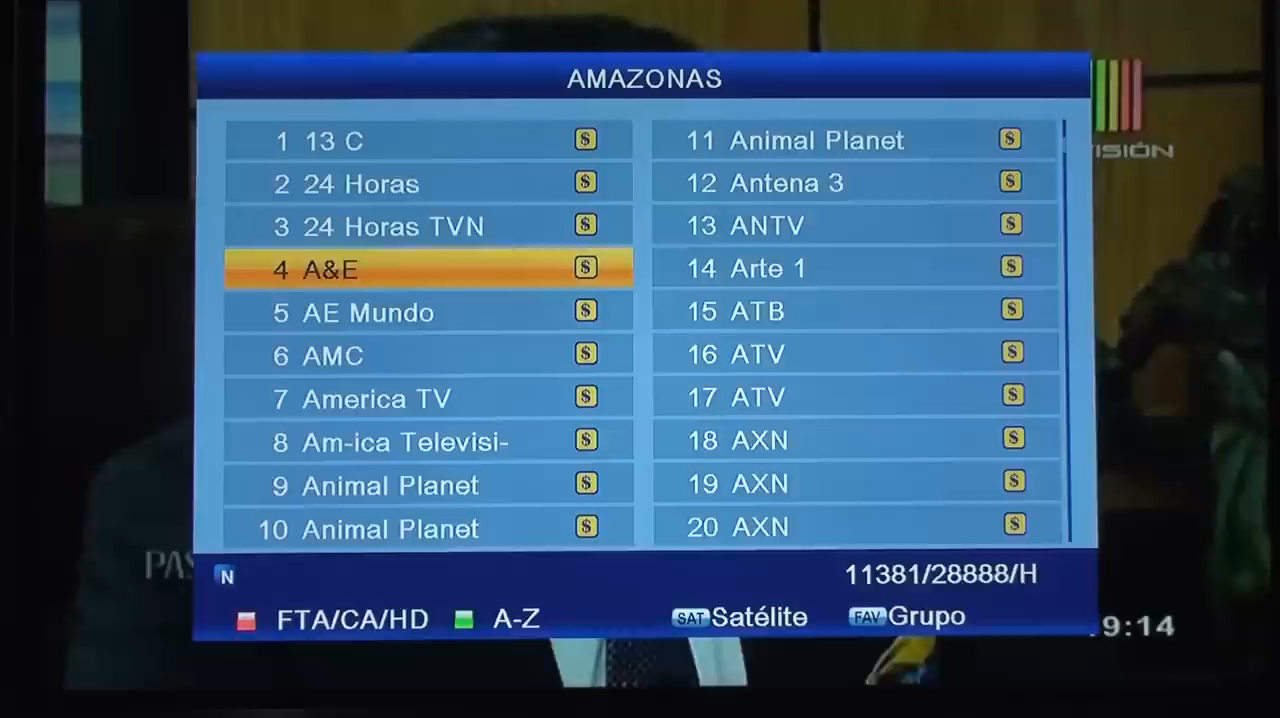 AMAZONAS
1 13 C $
2 24 Horas $
3 24 Horas TVN $
4 A&E $
5 AE Mundo $
6 AMC $
7 America TV $
8 Am-ica Televisi- $
9 Animal Planet $
10 Animal Planet $
11 Animal Planet $
12 Antena 3 $
13 ANTV $
14 Arte 1 $
15 ATB $
16 ATV $
17 ATV $
18 AXN $
19 AXN $
20 AXN $
ISIÓN
PAS
N
11381/28888/H
FTA/CA/HD
A-Z
SAT Satélite
FAV Grupo
9:14